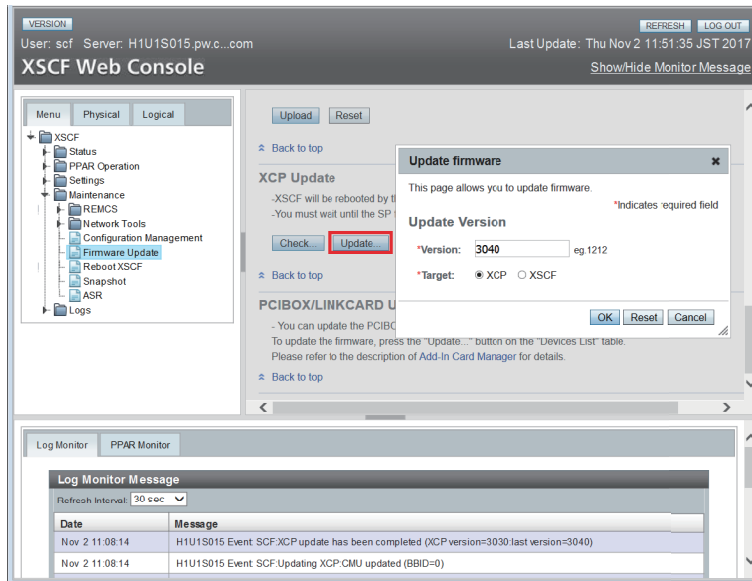 VERSION
REFRESH LOG OUT
User: scf Server: H1U1S015.pw.c...com
Last Update: Thu Nov 2 11:51:35 JST 2017
XSCF Web Console
Show/Hide Monitor Message
Menu Physical Logical
XSCF
Status
PPAR Operation
Settings
Maintenance
REMCS
Network Tools
Configuration Management
Firmware Update
Reboot XSCF
Snapshot
ASR
Logs
Upload Reset
Back to top
XCP Update
-XSCF will be rebooted by t
-You must wait until the SP
Check... Update...
Back to top
PCIBOX/LINKCARD U
- You can update the PCIBO
To update the firmware, press the "Update..." button on the "Devices List" table.
Please refer to the description of Add-In Card Manager for details.
Back to top
Update firmware
This page allows you to update firmware.
*Indicates required field
Update Version
*Version: 3040 eg.1212
*Target: XCP XSCF
OK Reset Cancel
Log Monitor PPAR Monitor
Log Monitor Message
Refresh Interval: 30 sec
Date Message
Nov 2 11:08:14 H1U1S015 Event: SCF:XCP update has been completed (XCP version=3030:last version=3040)
Nov 2 11:08:14 H1U1S015 Event: SCF:Updating XCP:CMU updated (BBID=0)